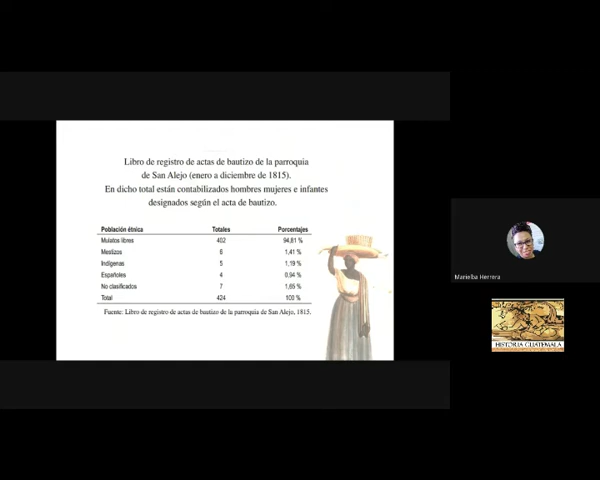 Libro de registro de actas de bautizo de la parroquia
de San Alejo (enero a diciembre de 1815).
En dicho total están contabilizados hombres mujeres e infantes
designados según el acta de bautizo.
Población étnica Totales Porcentajes
Mulatos libres 402 94,81 %
Mestizos 6 1,41 %
Indígenas 5 1,19 %
Españoles 4 0,94 %
No clasificados 7 1,65 %
Total 424 100 %
Fuente: Libro de registro de actas de bautizo de la parroquia de San Alejo, 1815.
Marielba Herrera
HISTORIA GUATEMALA